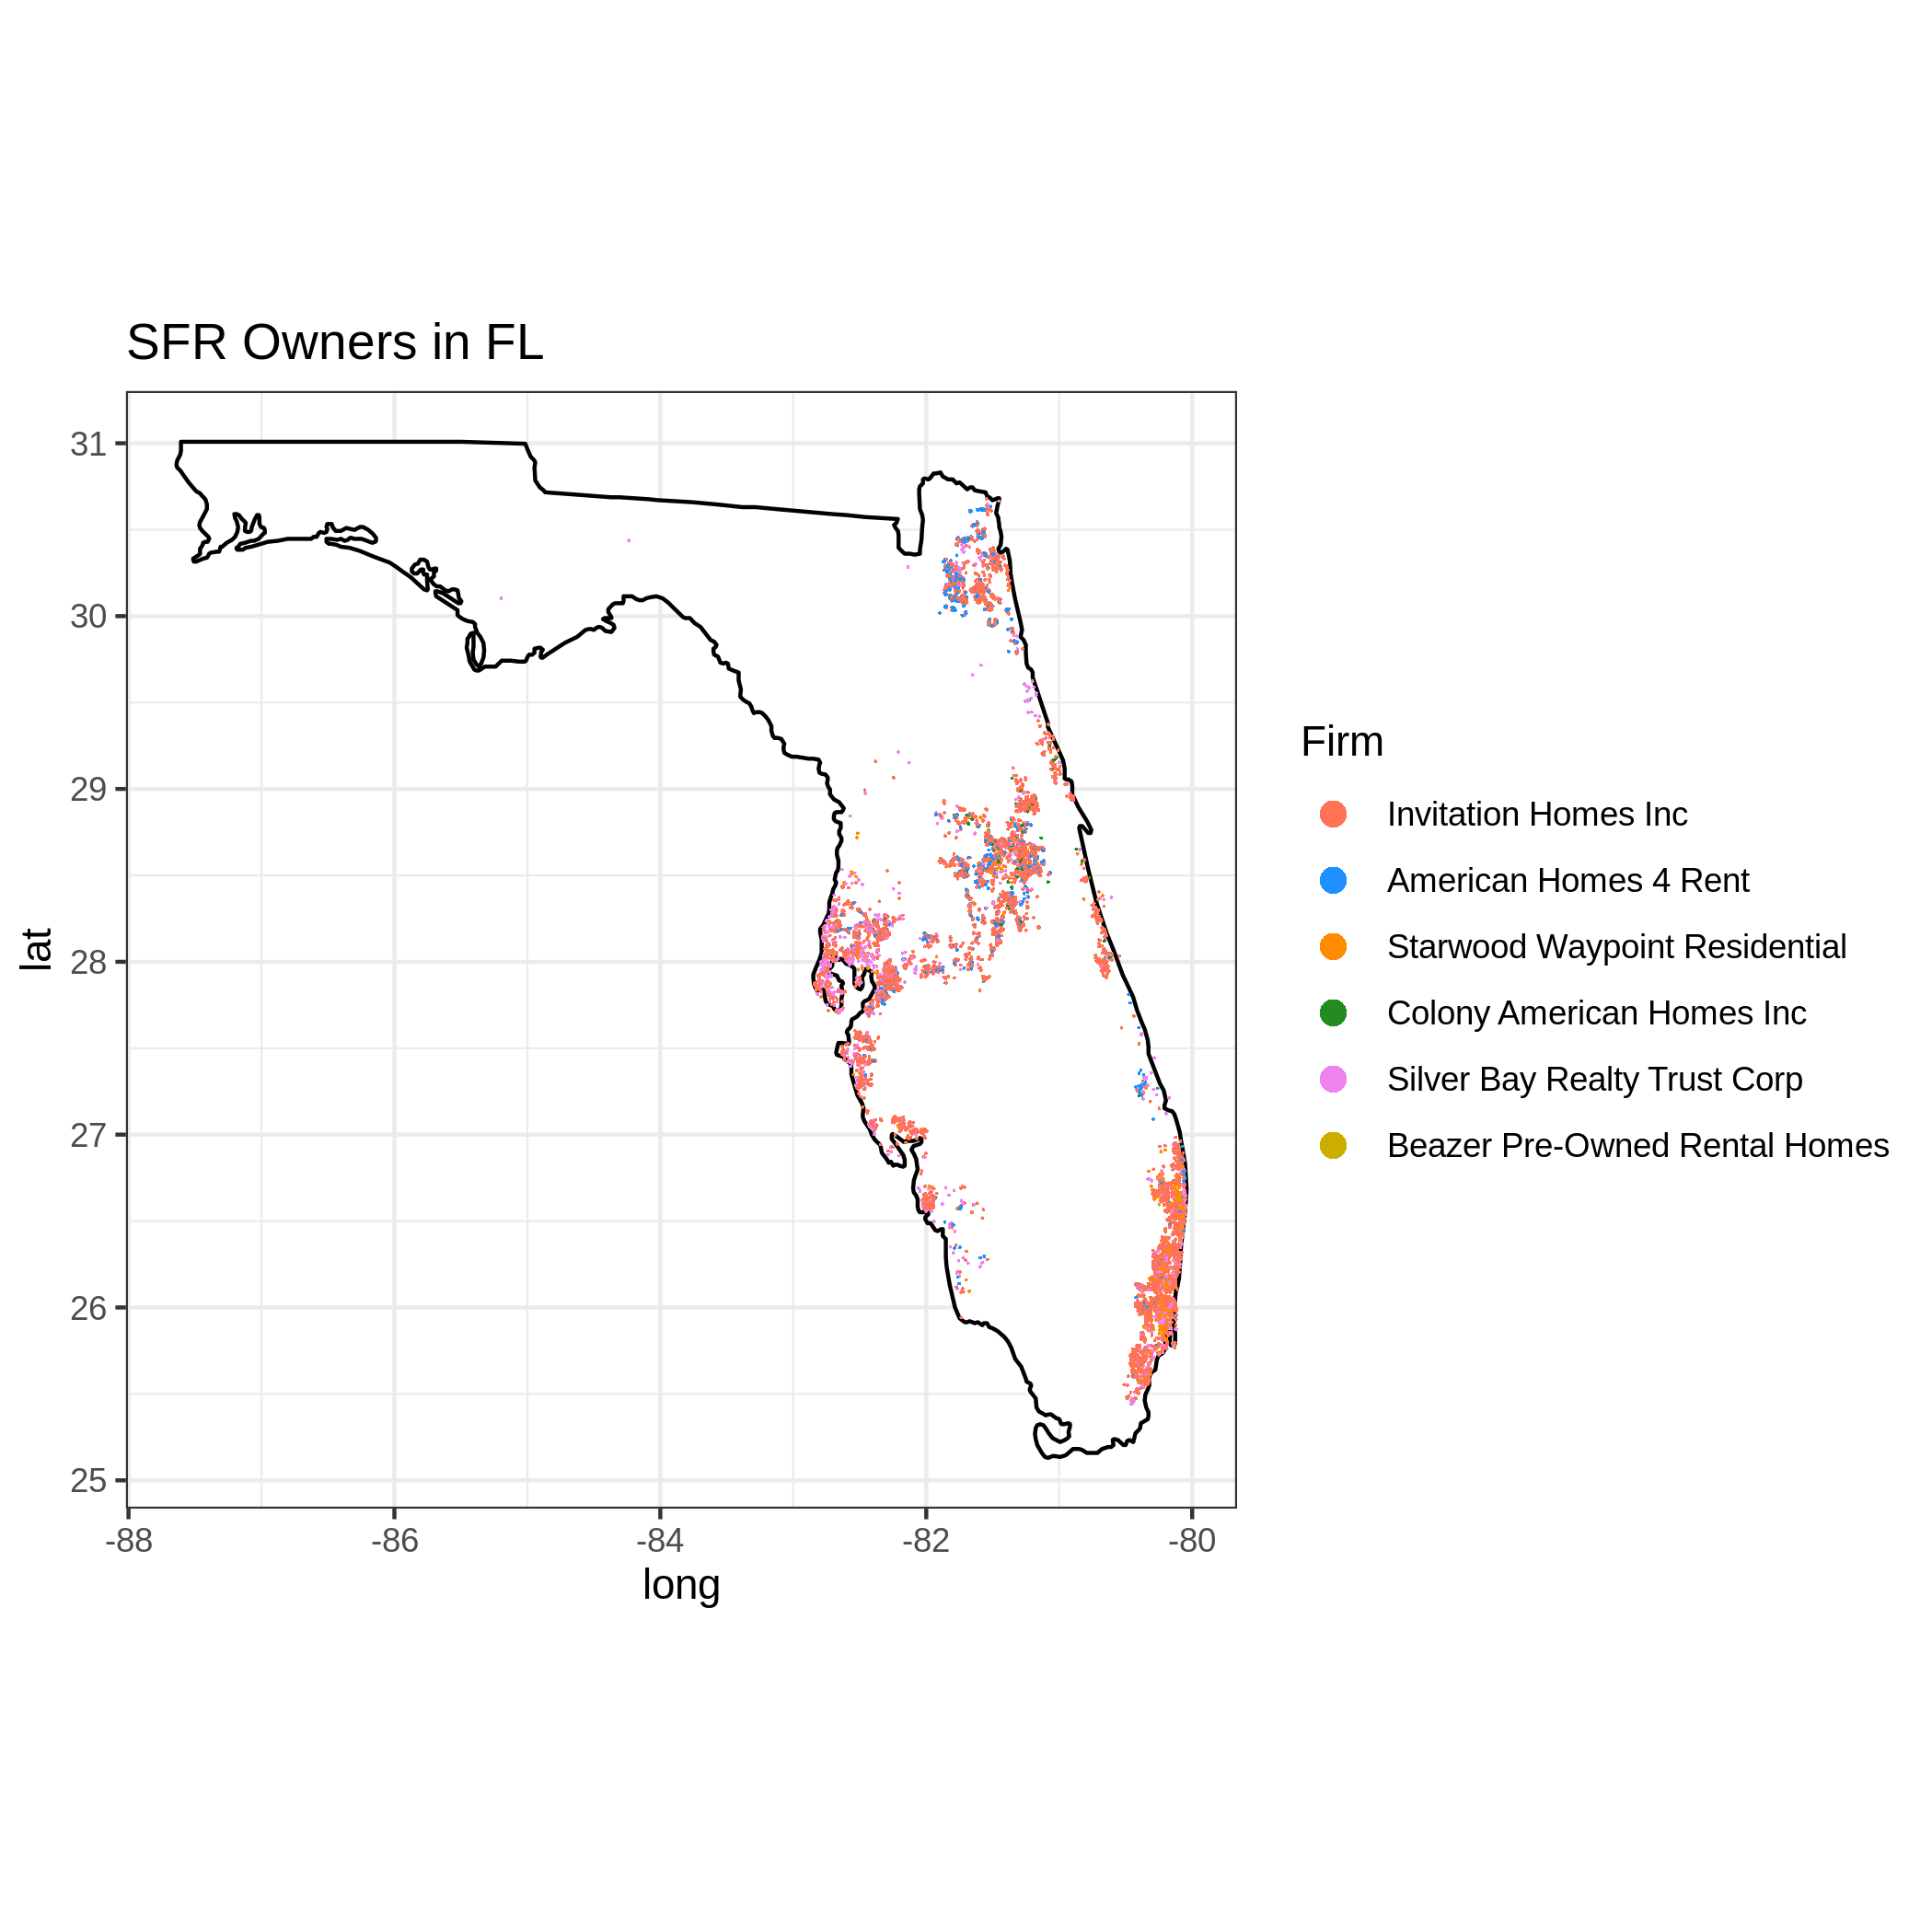 SFR Owners in FL
31
30
29
28
27
26
25
lat
-88 -86 -84 -82 -80
long
Firm
Invitation Homes Inc
American Homes 4 Rent
Starwood Waypoint Residential
Colony American Homes Inc
Silver Bay Realty Trust Corp
Beazer Pre-Owned Rental Homes